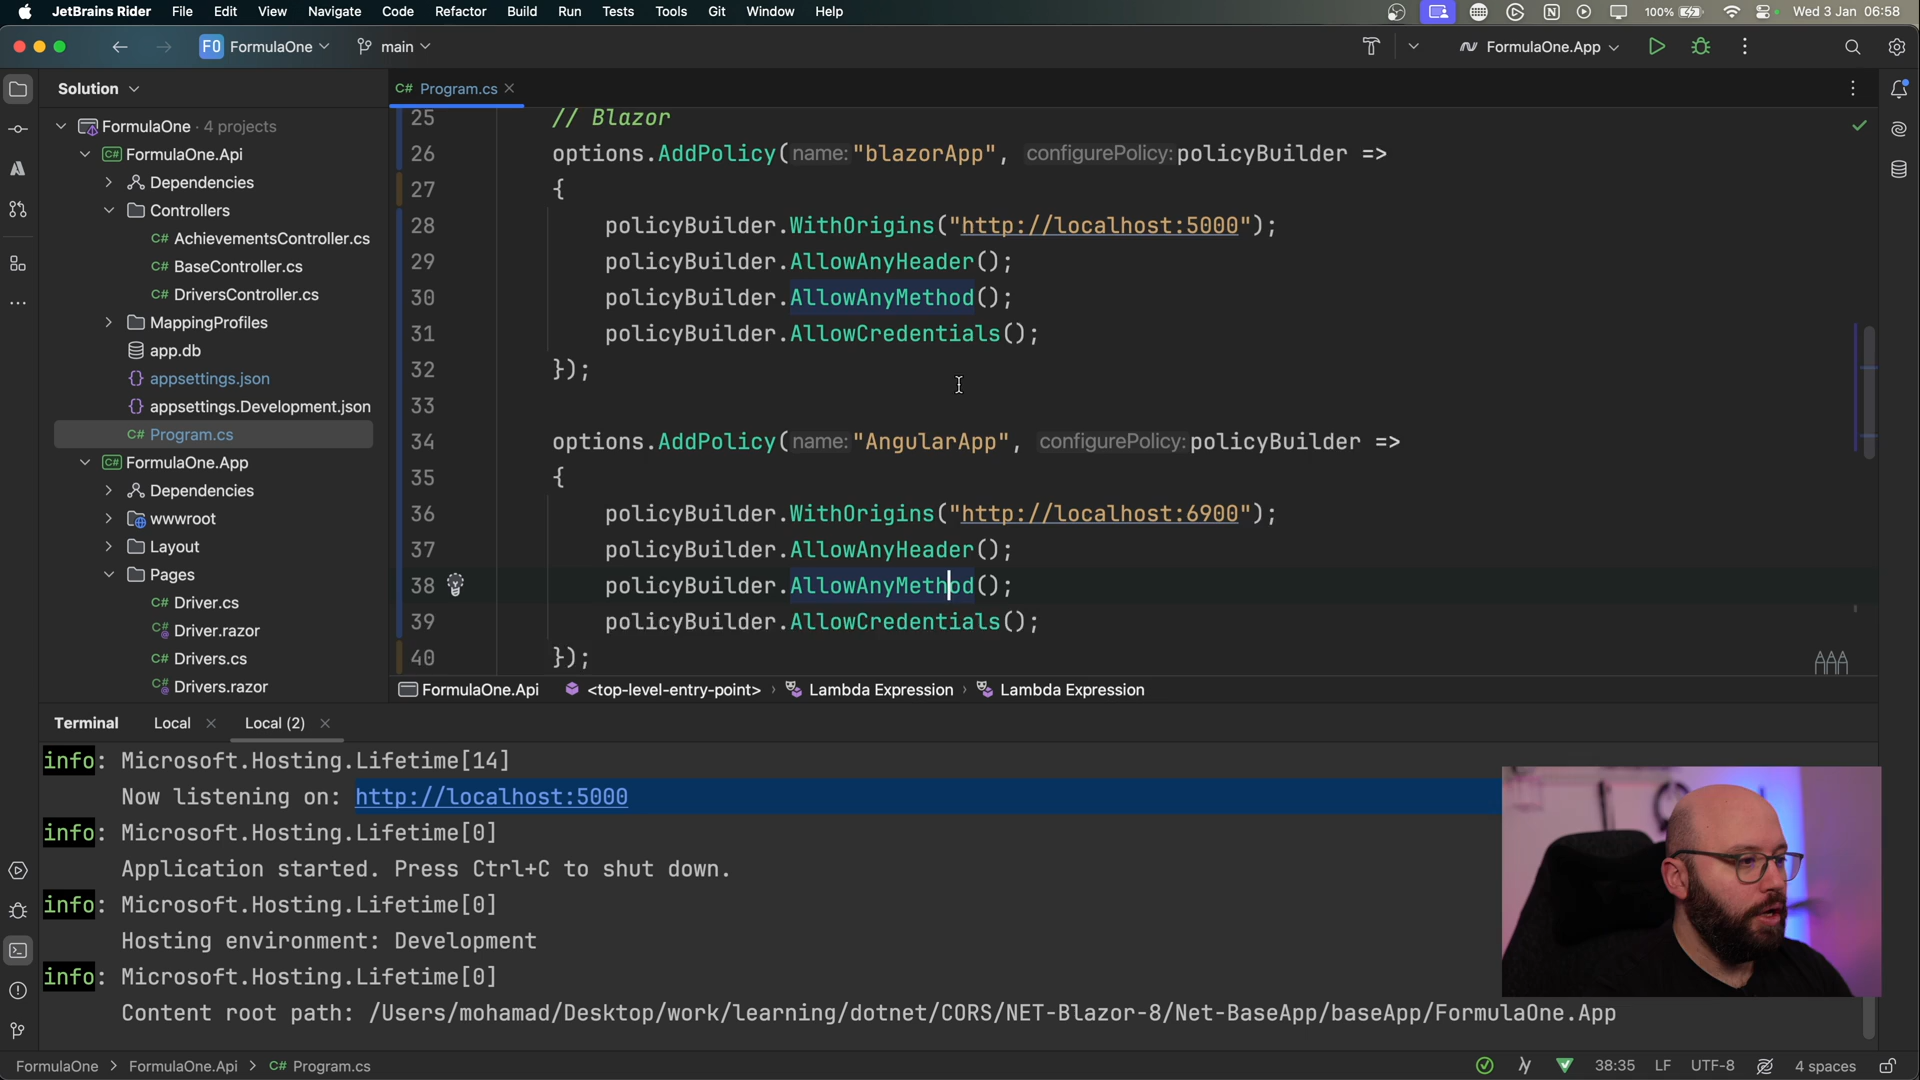 JetBrains Rider File Edit View Navigate Code Refactor Build Run Tests Tools Git Window Help 100% Wed 3 Jan 06:58
FO FormulaOne main FormulaOne.App
Solution
C# Program.cs
FormulaOne · 4 projects
C# FormulaOne.Api
Dependencies
Controllers
C# AchievementsController.cs
C# BaseController.cs
C# DriversController.cs
MappingProfiles
app.db
{} appsettings.json
{} appsettings.Development.json
C# Program.cs
C# FormulaOne.App
Dependencies
wwwroot
Layout
Pages
C# Driver.cs
Driver.razor
C# Drivers.cs
Drivers.razor
25 // Blazor
26 options.AddPolicy( name: "blazorApp", configurePolicy: policyBuilder =>
27 {
28 policyBuilder.WithOrigins("http://localhost:5000");
29 policyBuilder.AllowAnyHeader();
30 policyBuilder.AllowAnyMethod();
31 policyBuilder.AllowCredentials();
32 });
33
34 options.AddPolicy( name: "AngularApp", configurePolicy: policyBuilder =>
35 {
36 policyBuilder.WithOrigins("http://localhost:6900");
37 policyBuilder.AllowAnyHeader();
38 policyBuilder.AllowAnyMethod();
39 policyBuilder.AllowCredentials();
40 });
FormulaOne.Api <top-level-entry-point> › Lambda Expression › Lambda Expression
Terminal Local Local (2)
info: Microsoft.Hosting.Lifetime[14]
Now listening on: http://localhost:5000
info: Microsoft.Hosting.Lifetime[0]
Application started. Press Ctrl+C to shut down.
info: Microsoft.Hosting.Lifetime[0]
Hosting environment: Development
info: Microsoft.Hosting.Lifetime[0]
Content root path: /Users/mohamad/Desktop/work/learning/dotnet/CORS/NET-Blazor-8/Net-BaseApp/baseApp/FormulaOne.App
FormulaOne > FormulaOne.Api > C# Program.cs 38:35 LF UTF-8 4 spaces